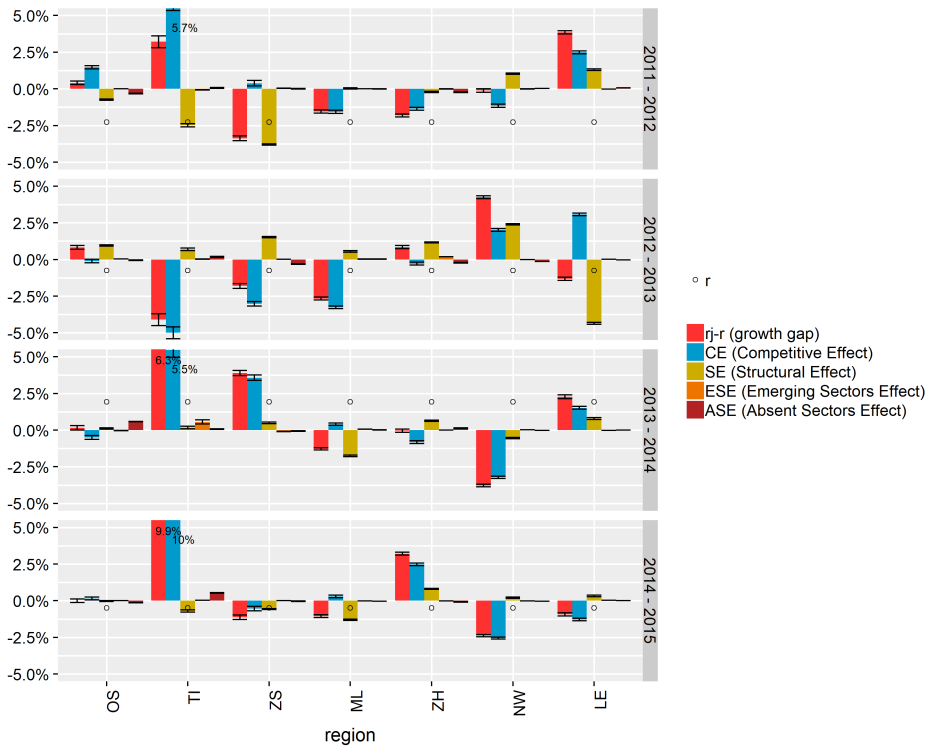 5.0%
5.7%
2.5%
0.0%
-2.5%
-5.0%
2011 - 2012
5.0%
2.5%
0.0%
-2.5%
-5.0%
2012 - 2013
5.0%
6.3%
5.5%
2.5%
0.0%
-2.5%
-5.0%
2013 - 2014
5.0%
9.9%
10%
2.5%
0.0%
-2.5%
-5.0%
2014 - 2015
OS
TI
ZS
ML
ZH
NW
LE
region
r
rj-r (growth gap)
CE (Competitive Effect)
SE (Structural Effect)
ESE (Emerging Sectors Effect)
ASE (Absent Sectors Effect)